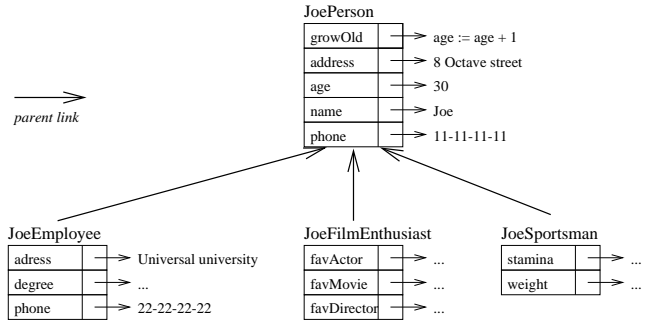 JoePerson
growOld age := age + 1
address 8 Octave street
age 30
name Joe
phone 11-11-11-11
parent link
JoeEmployee
adress Universal university
degree ...
phone 22-22-22-22
JoeFilmEnthusiast
favActor ...
favMovie ...
favDirector ...
JoeSportsman
stamina ...
weight ...